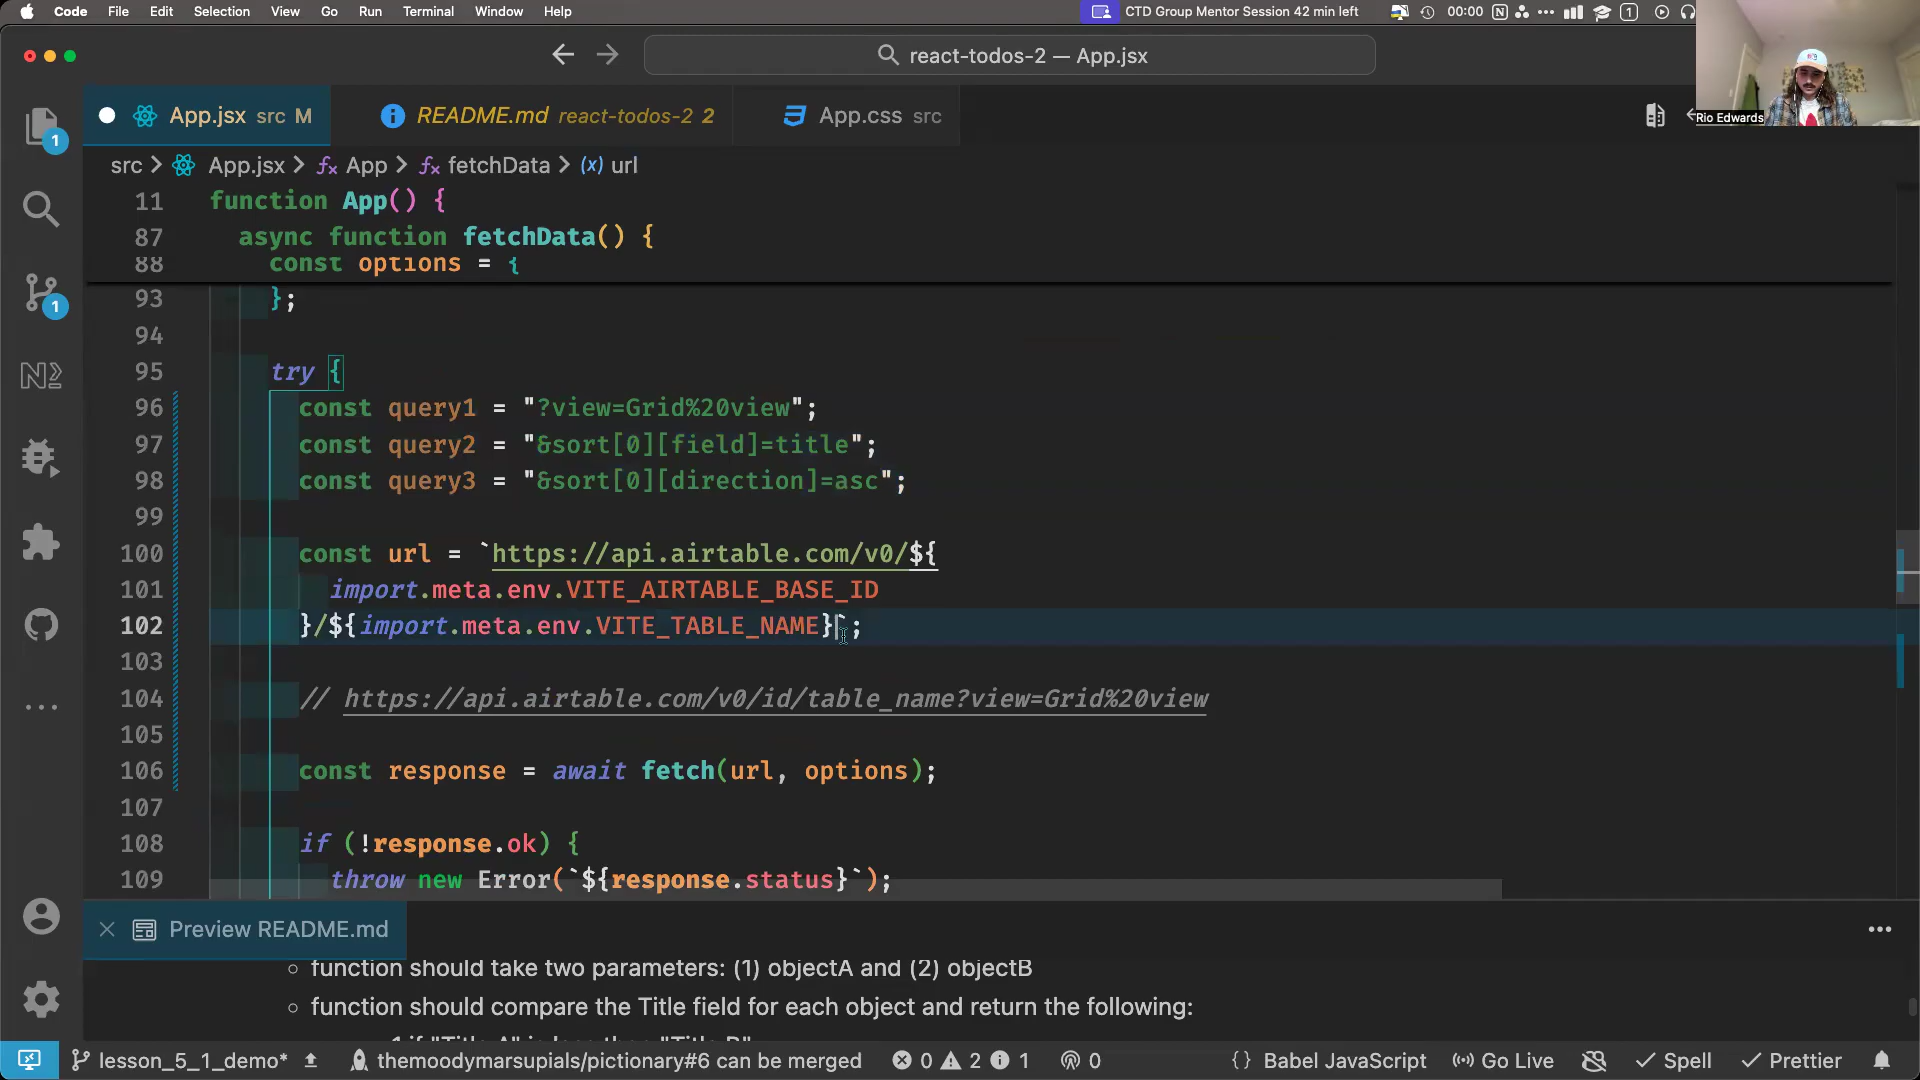 Code File Edit Selection View Go Run Terminal Window Help CTD Group Mentor Session 42 min left 00:00 1
react-todos-2 — App.jsx
Rio Edwards
App.jsx src M README.md react-todos-2 2 App.css src
src > App.jsx > App > fetchData > url
11 function App() {
87 async function fetchData() {
88 const options = {
93 };
94
95 try {
96 const query1 = "?view=Grid%20view";
97 const query2 = "&sort[0][field]=title";
98 const query3 = "&sort[0][direction]=asc";
99
100 const url = `https://api.airtable.com/v0/${
101 import.meta.env.VITE_AIRTABLE_BASE_ID
102 }/${import.meta.env.VITE_TABLE_NAME}`;
103
104 // https://api.airtable.com/v0/id/table_name?view=Grid%20view
105
106 const response = await fetch(url, options);
107
108 if (!response.ok) {
109 throw new Error(`${response.status}`);
1
1
Preview README.md
function should take two parameters: (1) objectA and (2) objectB
function should compare the Title field for each object and return the following:
lesson_5_1_demo* themoodymarsupials/pictionary#6 can be merged 0 2 1 0 {} Babel JavaScript Go Live Spell Prettier